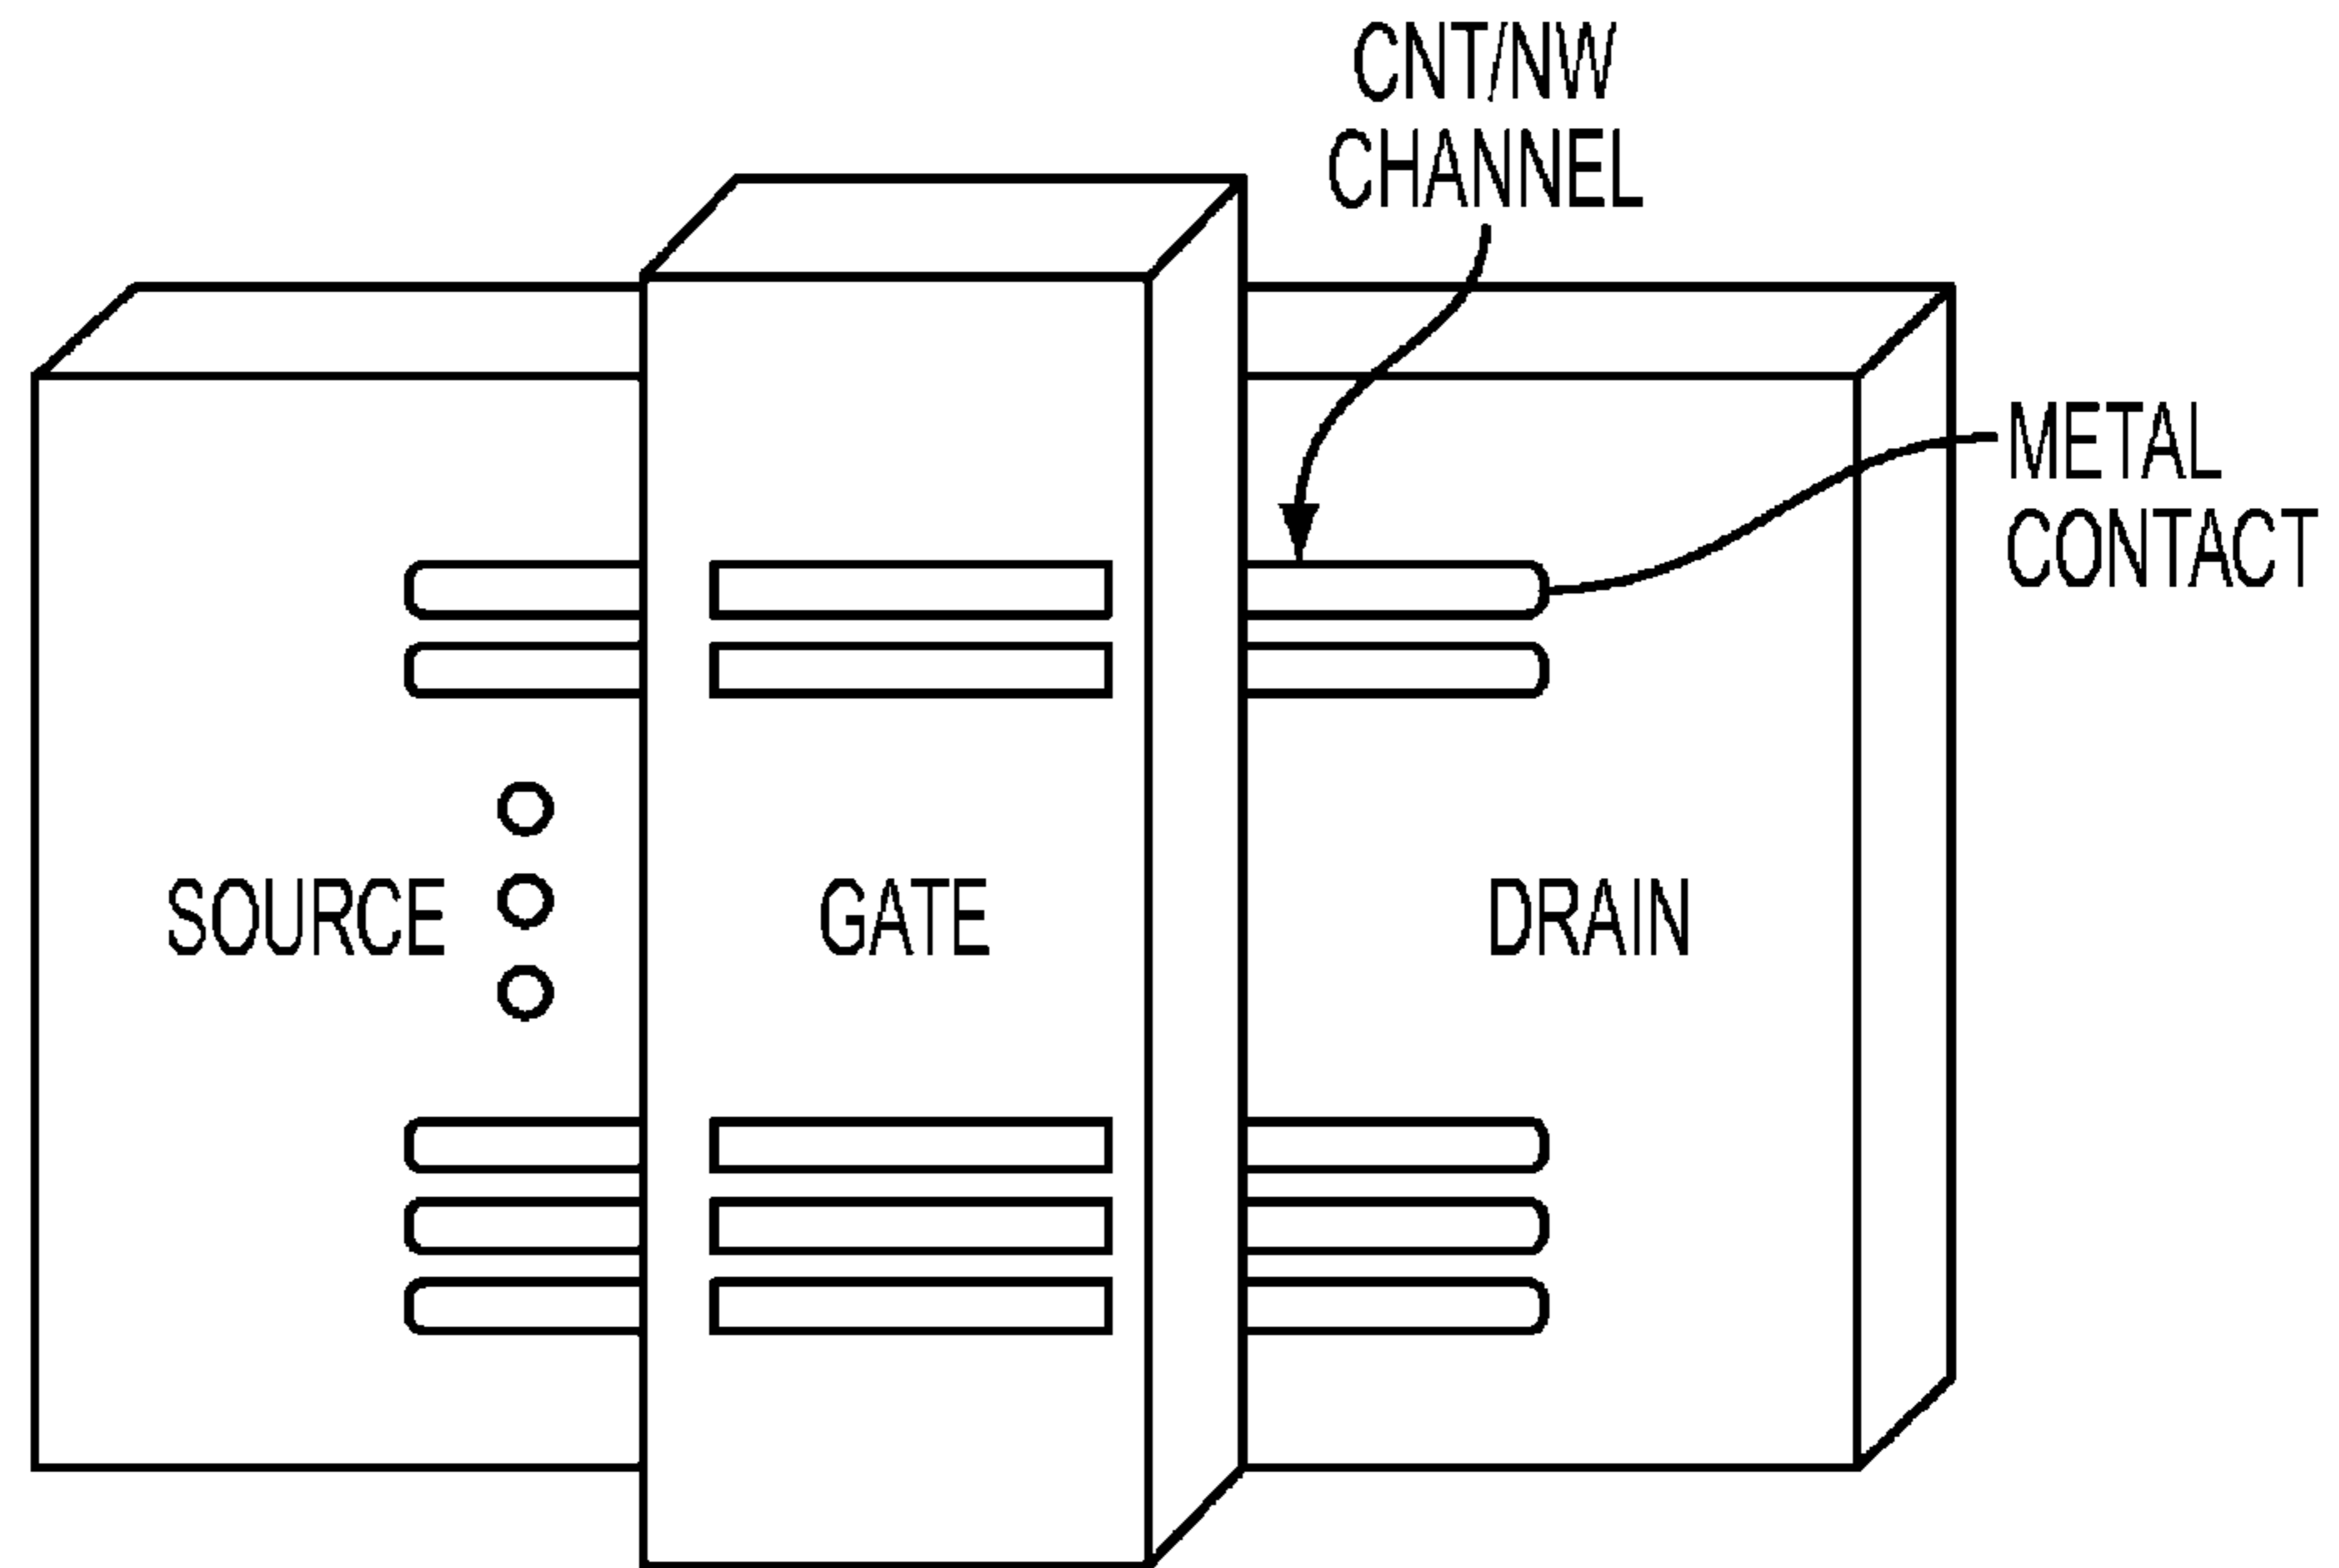 CNT/NW
CHANNEL
METAL
CONTACT
SOURCE
GATE
DRAIN